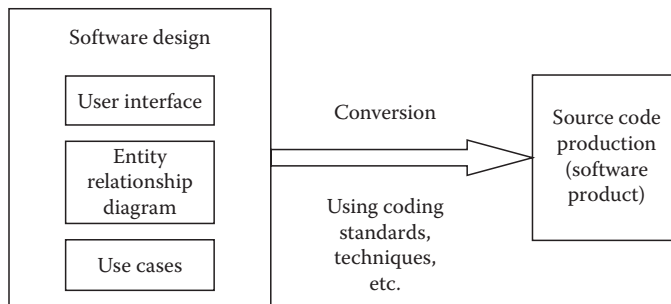 Software design
User interface
Entity
relationship
diagram
Use cases
Conversion
Using coding
standards,
techniques,
etc.
Source code
production
(software
product)